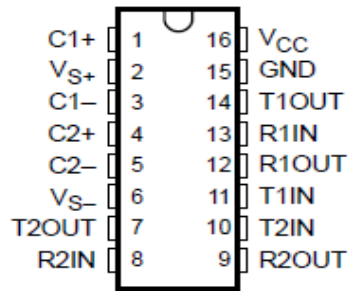 C1+ 1 16 VCC
VS+ 2 15 GND
C1– 3 14 T1OUT
C2+ 4 13 R1IN
C2– 5 12 R1OUT
VS– 6 11 T1IN
T2OUT 7 10 T2IN
R2IN 8 9 R2OUT